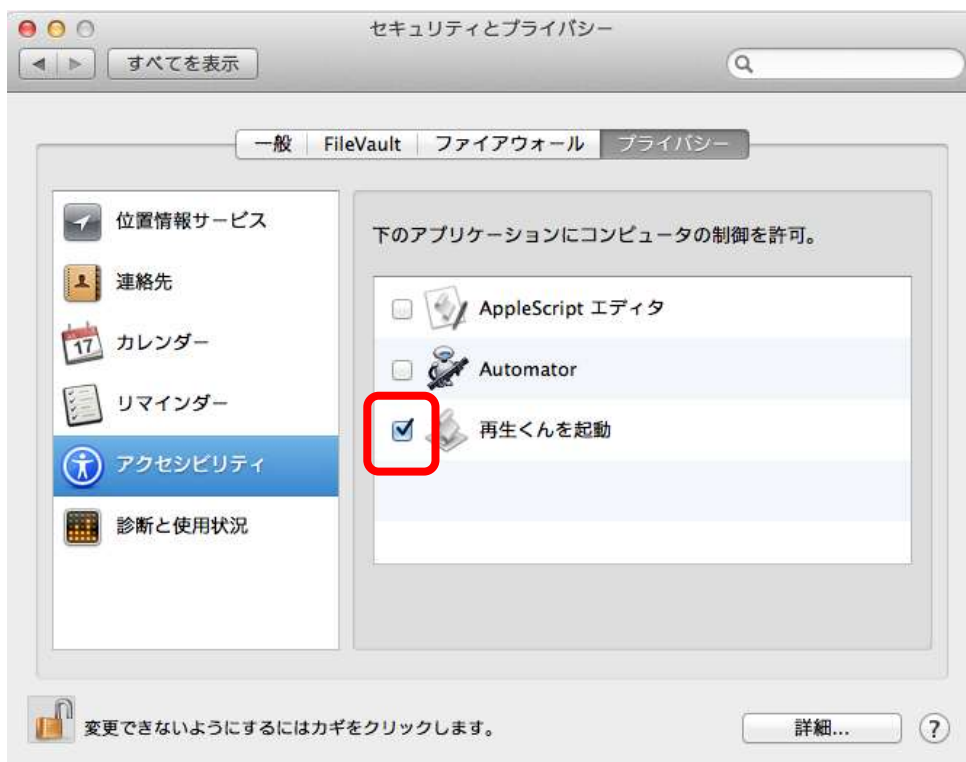 セキュリティとプライバシー
すべてを表示
一般 FileVault ファイアウォール プライバシー
位置情報サービス
連絡先
17
カレンダー
リマインダー
アクセシビリティ
診断と使用状況
下のアプリケーションにコンピュータの制御を許可。
AppleScript エディタ
Automator
再生くんを起動
変更できないようにするにはカギをクリックします。
詳細...
?